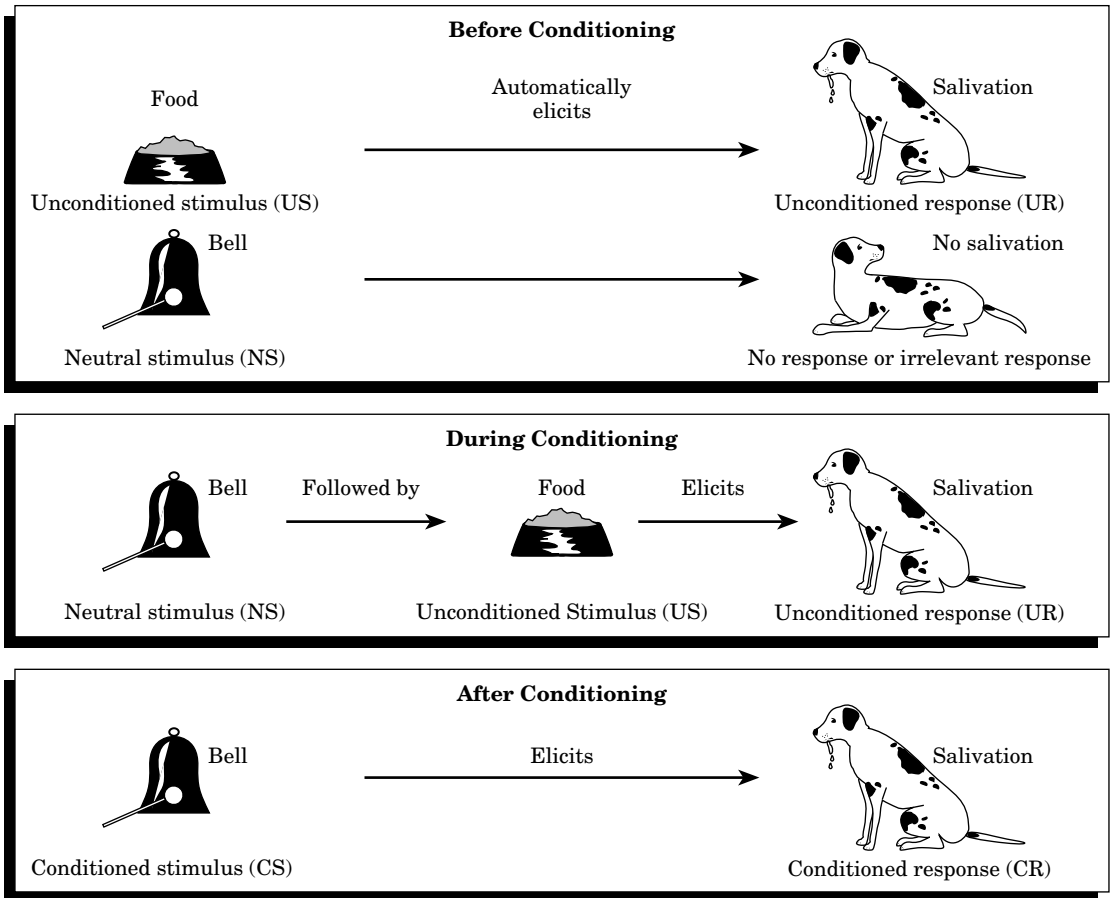 Before Conditioning
Food
Automatically
elicits
Salivation
Unconditioned stimulus (US)
Unconditioned response (UR)
Bell
No salivation
Neutral stimulus (NS)
No response or irrelevant response
During Conditioning
Bell
Followed by
Food
Elicits
Salivation
Neutral stimulus (NS)
Unconditioned Stimulus (US)
Unconditioned response (UR)
After Conditioning
Bell
Elicits
Salivation
Conditioned stimulus (CS)
Conditioned response (CR)